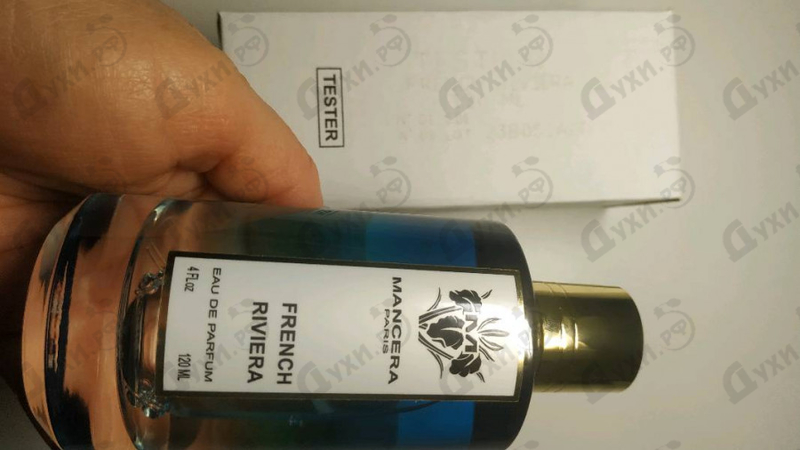 TESTER
MANCERA
PARIS
FRENCH
RIVIERA
EAU DE PARFUM
4 FL.OZ
120 ML
Духи.рф